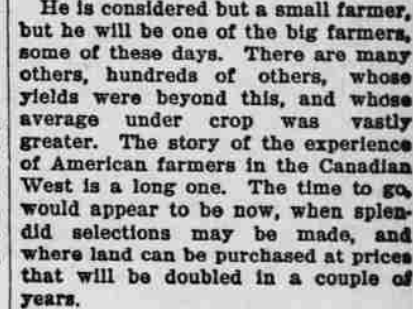 He is considered but a small farmer,
but he will be one of the big farmers,
some of these days. There are many
others, hundreds of others, whose
yields were beyond this, and whose
average under crop was vastly
greater. The story of the experience
of American farmers in the Canadian
West is a long one. The time to go,
would appear to be now, when splen-
did selections may be made, and
where land can be purchased at prices
that will be doubled in a couple of
years.